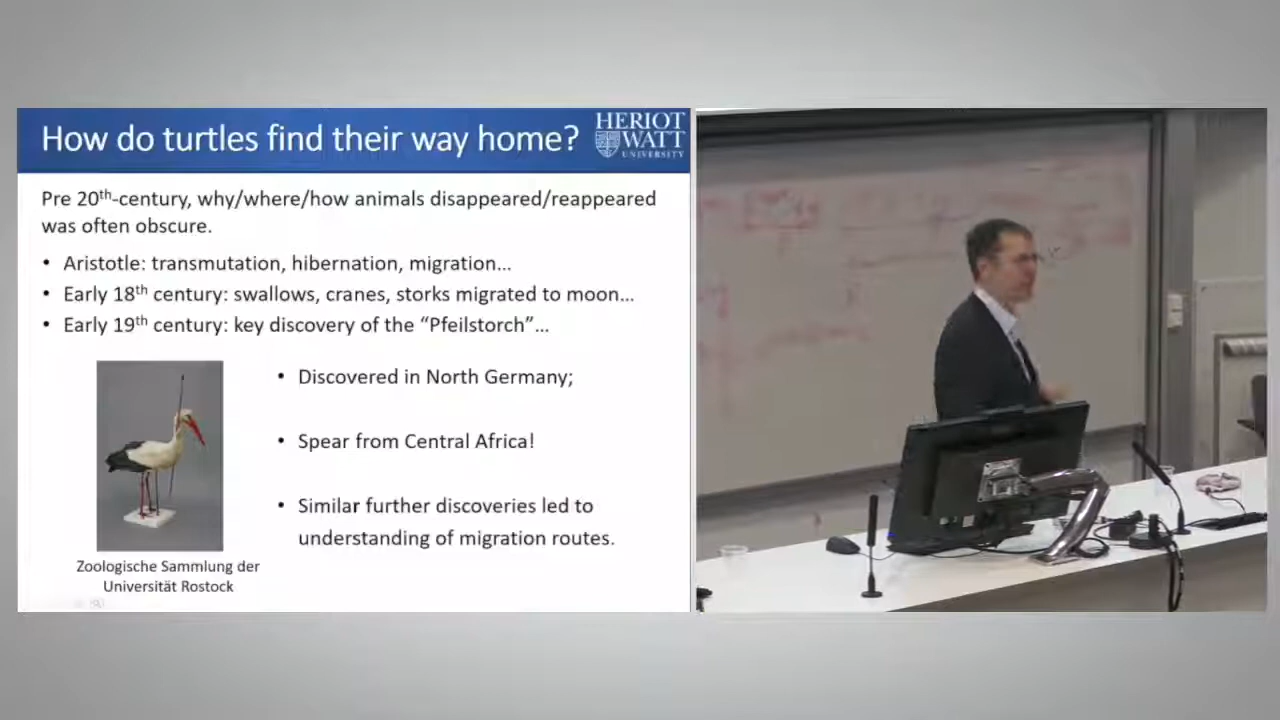 How do turtles find their way home?
HERIOT
WATT
UNIVERSITY
Pre 20th-century, why/where/how animals disappeared/reappeared
was often obscure.
• Aristotle: transmutation, hibernation, migration...
• Early 18th century: swallows, cranes, storks migrated to moon...
• Early 19th century: key discovery of the “Pfeilstorch”...
• Discovered in North Germany;
• Spear from Central Africa!
• Similar further discoveries led to
understanding of migration routes.
Zoologische Sammlung der
Universität Rostock